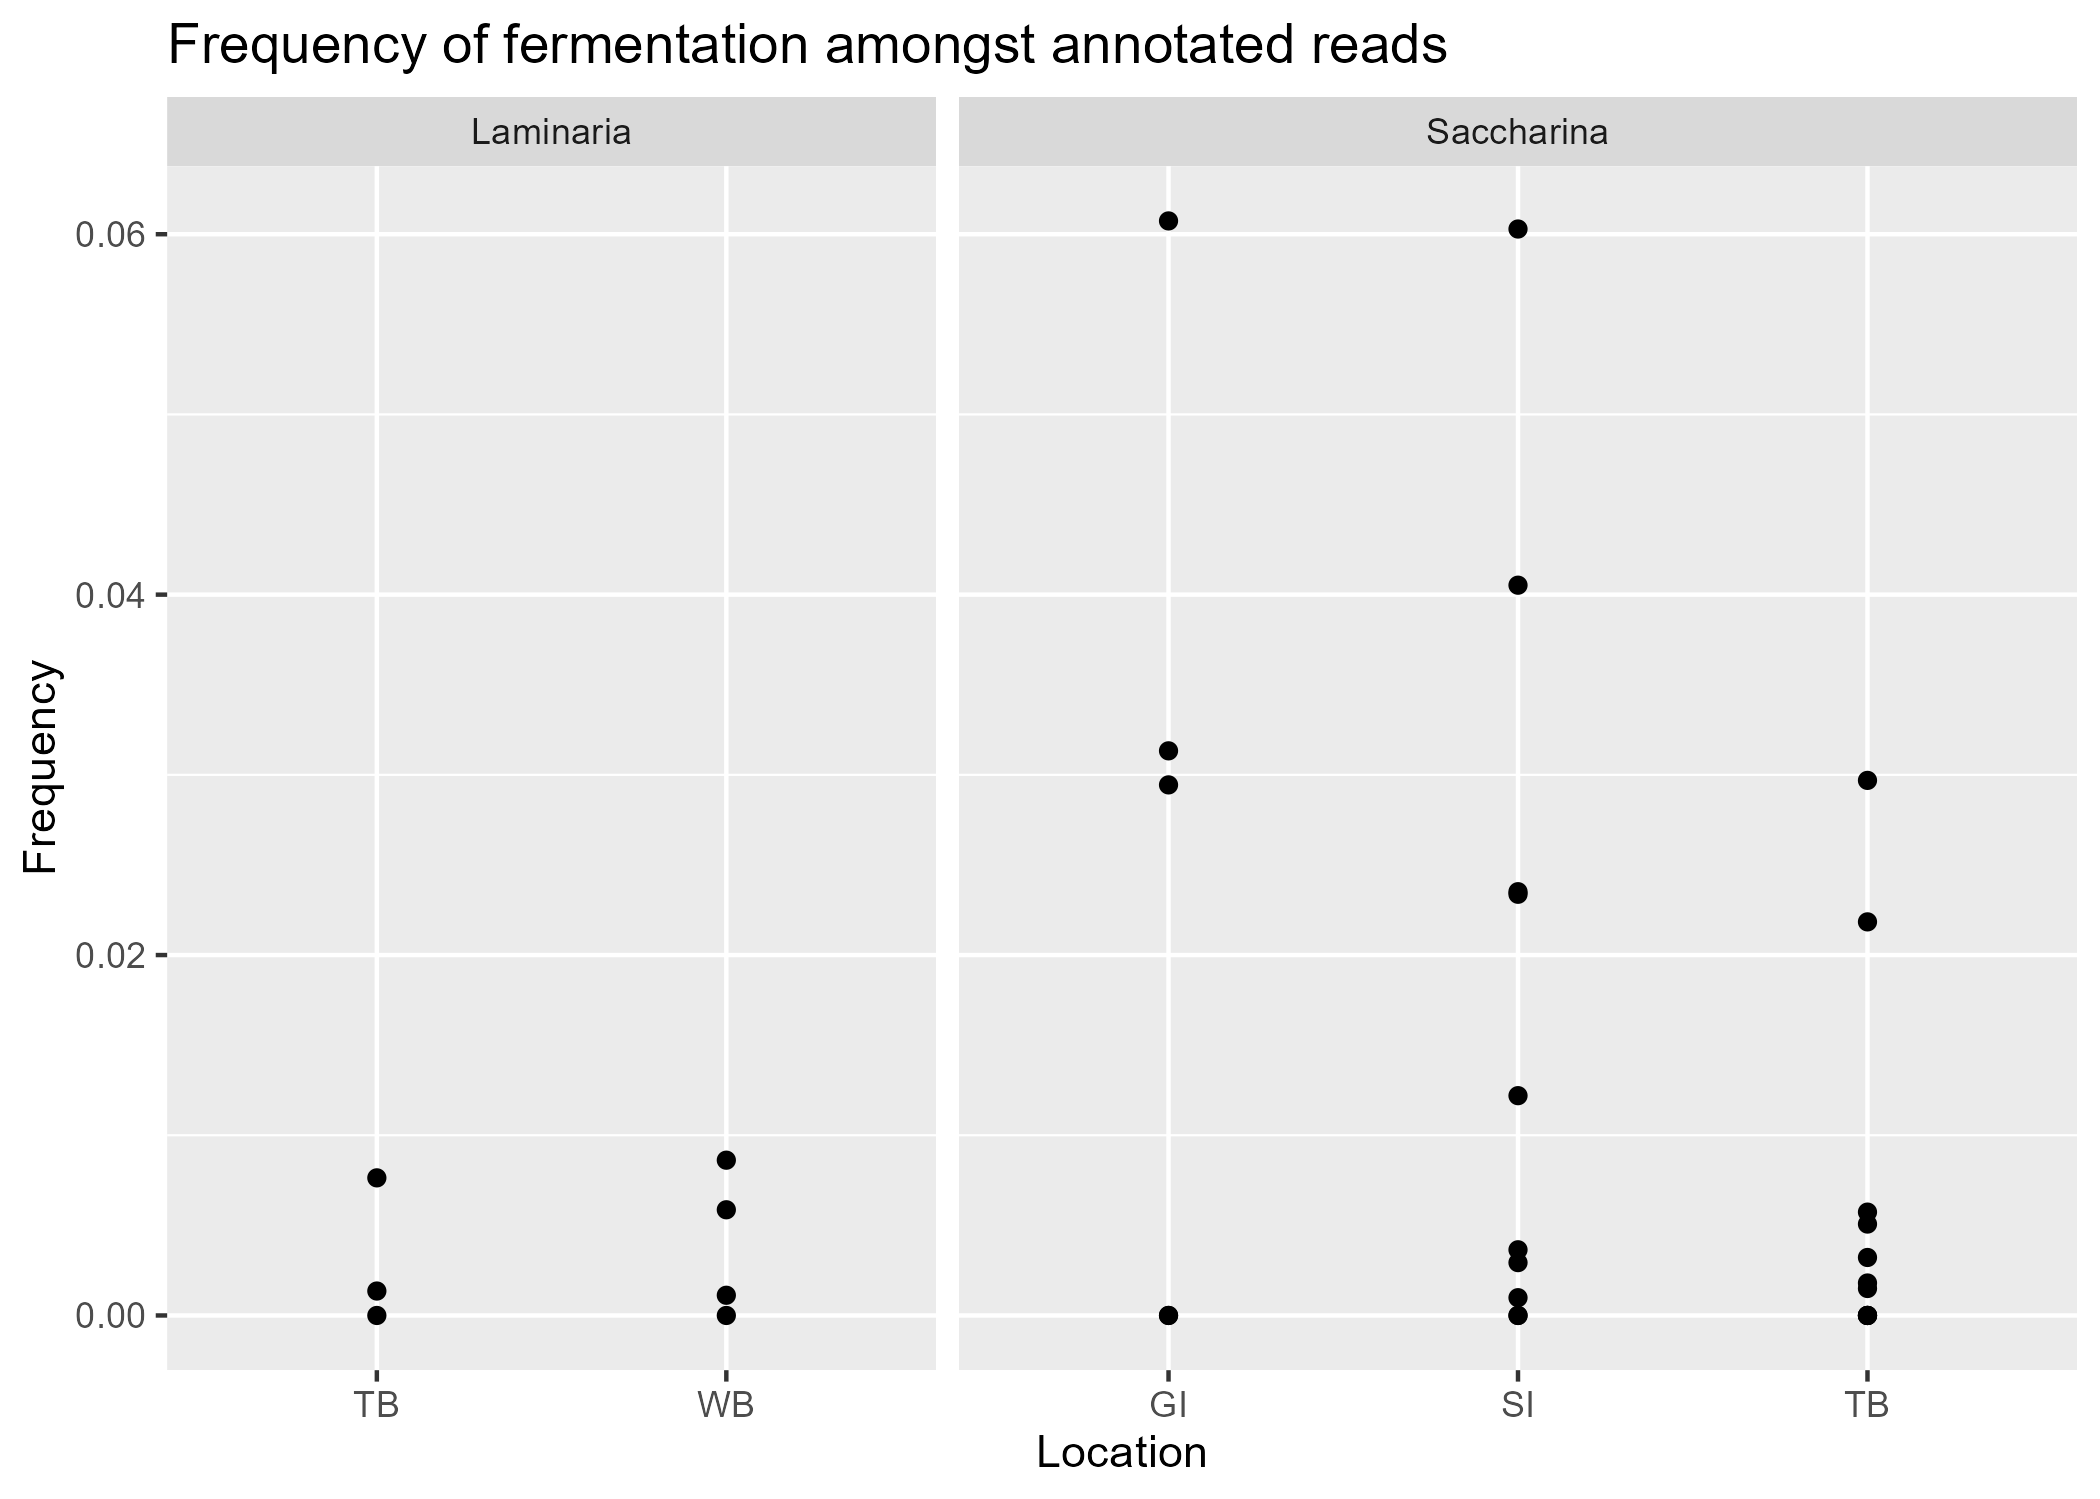 Frequency of fermentation amongst annotated reads
Laminaria
Saccharina
Frequency
0.06
0.04
0.02
0.00
TB
WB
GI
SI
TB
Location